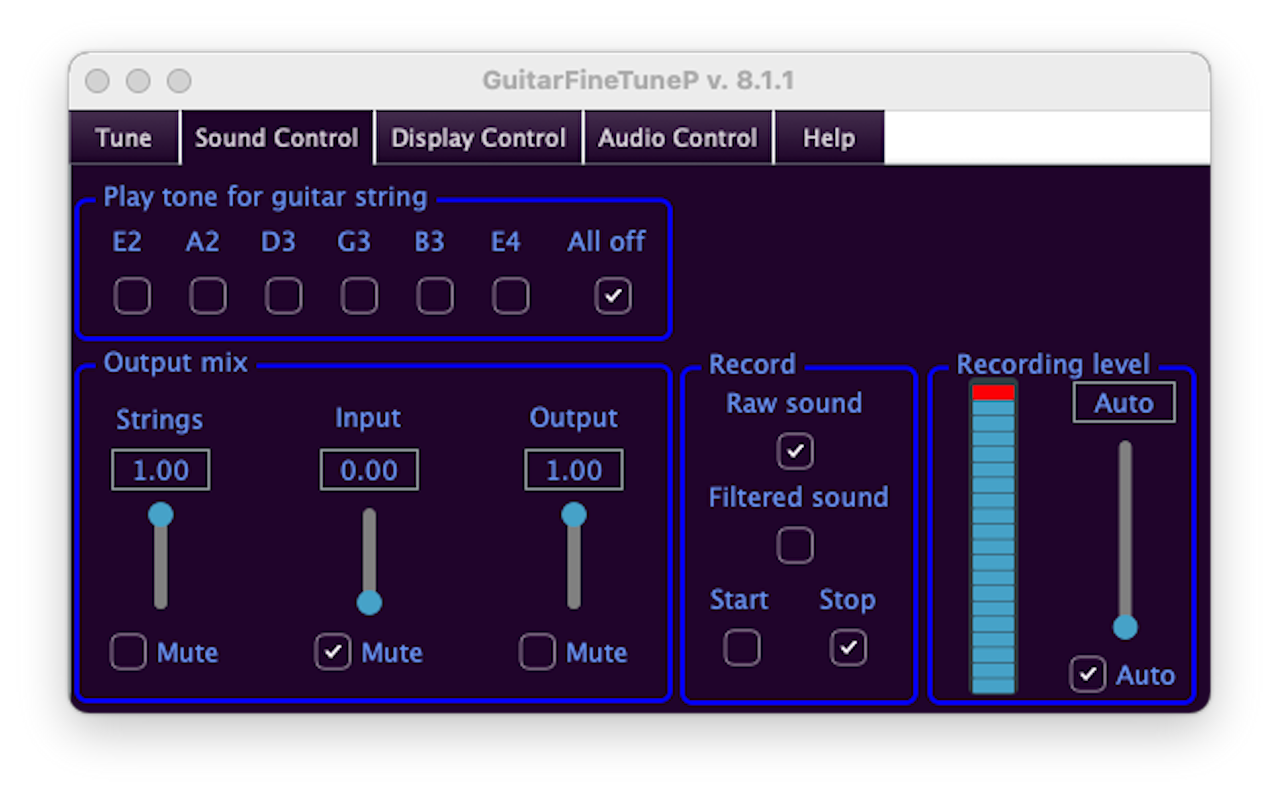 GuitarFineTuneP v. 8.1.1
Tune Sound Control Display Control Audio Control Help
Play tone for guitar string
E2 A2 D3 G3 B3 E4 All off
Output mix
Strings Input Output
1.00 0.00 1.00
Mute Mute Mute
Record
Raw sound
Filtered sound
Start Stop
Recording level
Auto
Auto